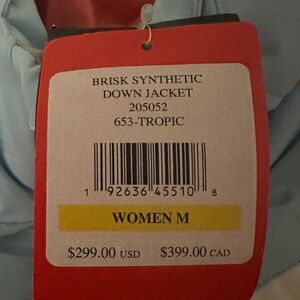 BRISK SYNTHETIC
DOWN JACKET
205052
653-TROPIC
1 92636 45510 8
WOMEN M
$299.00 USD $399.00 CAD